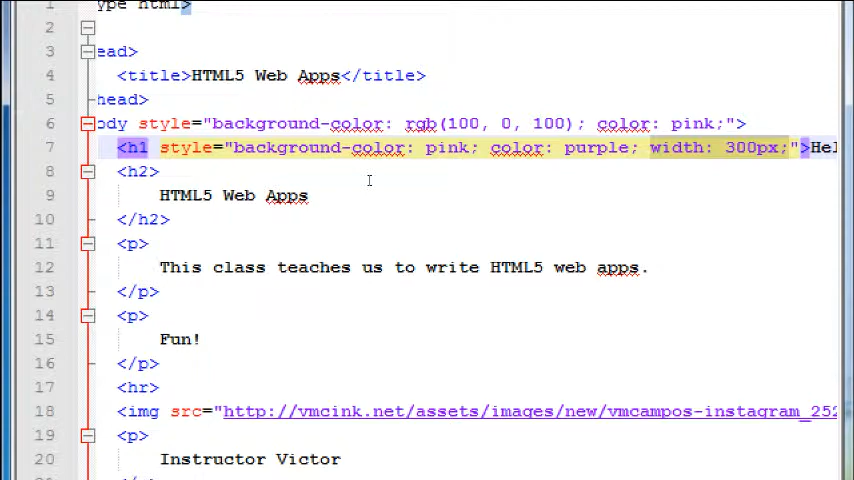 1 ype html>
2
3 ead>
4 <title>HTML5 Web Apps</title>
5 head>
6 ody style="background-color: rgb(100, 0, 100); color: pink;">
7 <h1 style="background-color: pink; color: purple; width: 300px;">Hel
8 <h2>
9 HTML5 Web Apps
10 </h2>
11 <p>
12 This class teaches us to write HTML5 web apps.
13 </p>
14 <p>
15 Fun!
16 </p>
17 <hr>
18 <img src="http://vmcink.net/assets/images/new/vmcampos-instagram_252
19 <p>
20 Instructor Victor